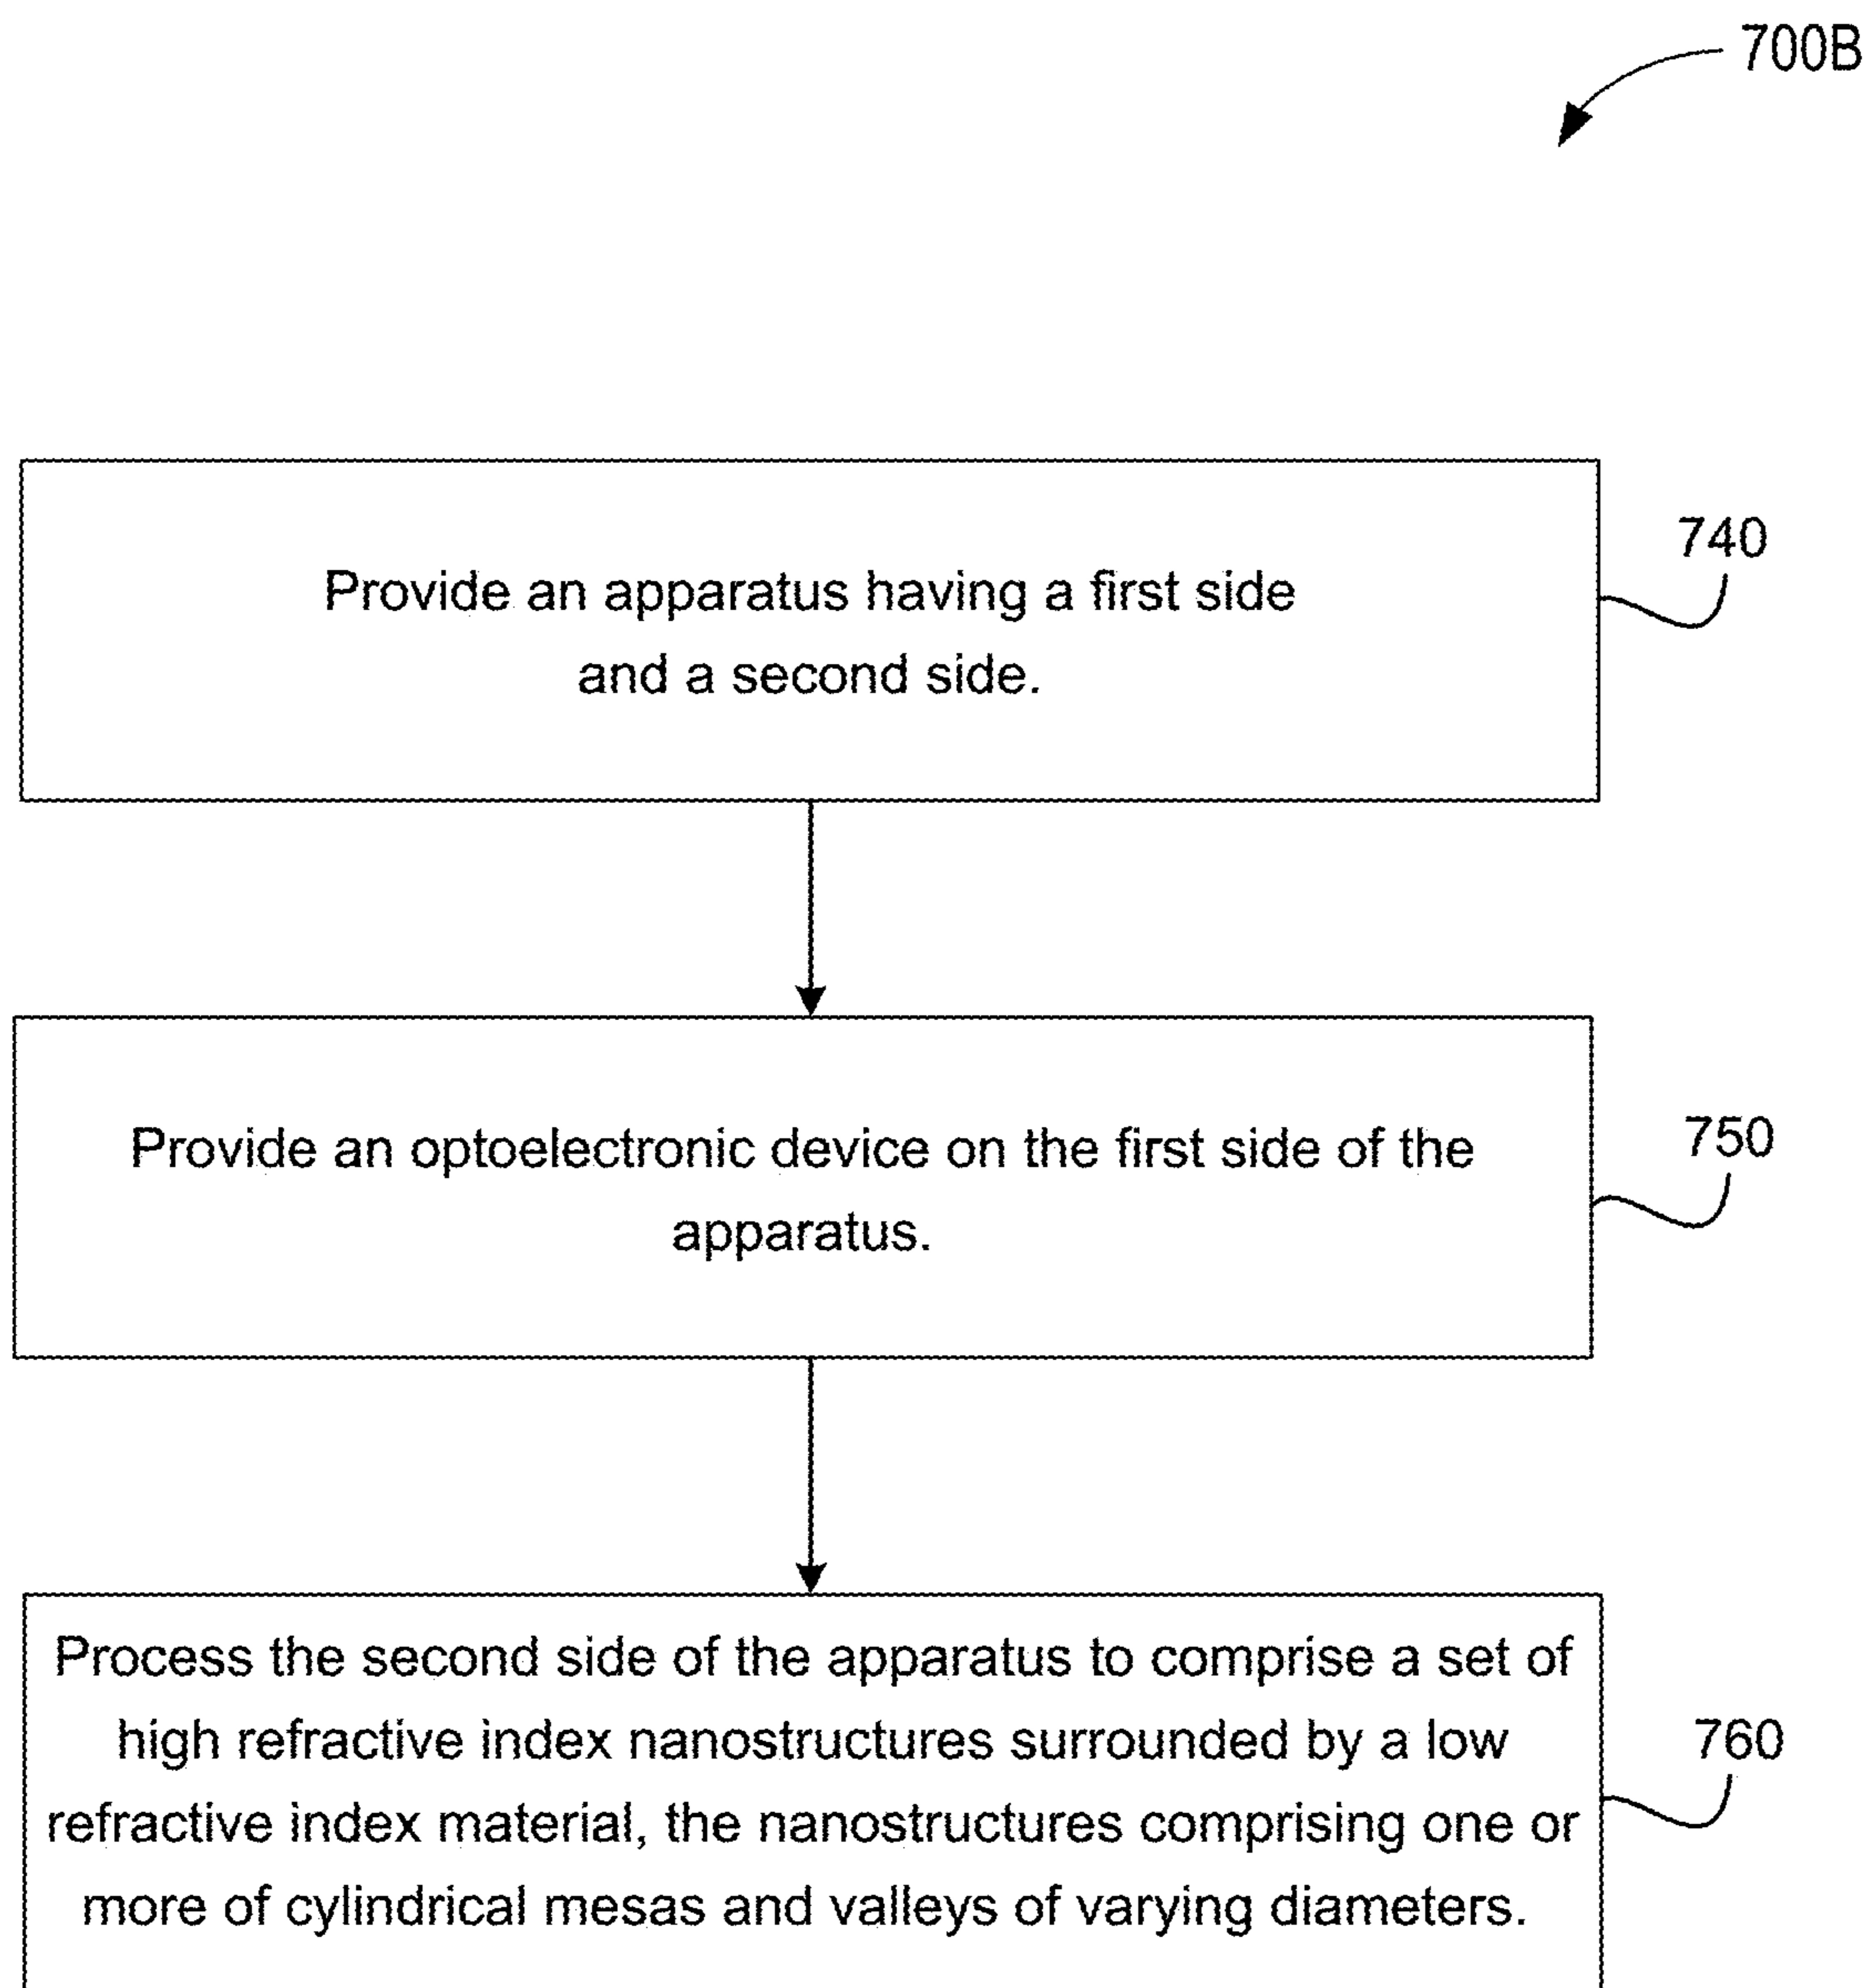 700B
Provide an apparatus having a first side
and a second side.
740
Provide an optoelectronic device on the first side of the
apparatus.
750
Process the second side of the apparatus to comprise a set of
high refractive index nanostructures surrounded by a low
refractive index material, the nanostructures comprising one or
more of cylindrical mesas and valleys of varying diameters.
760